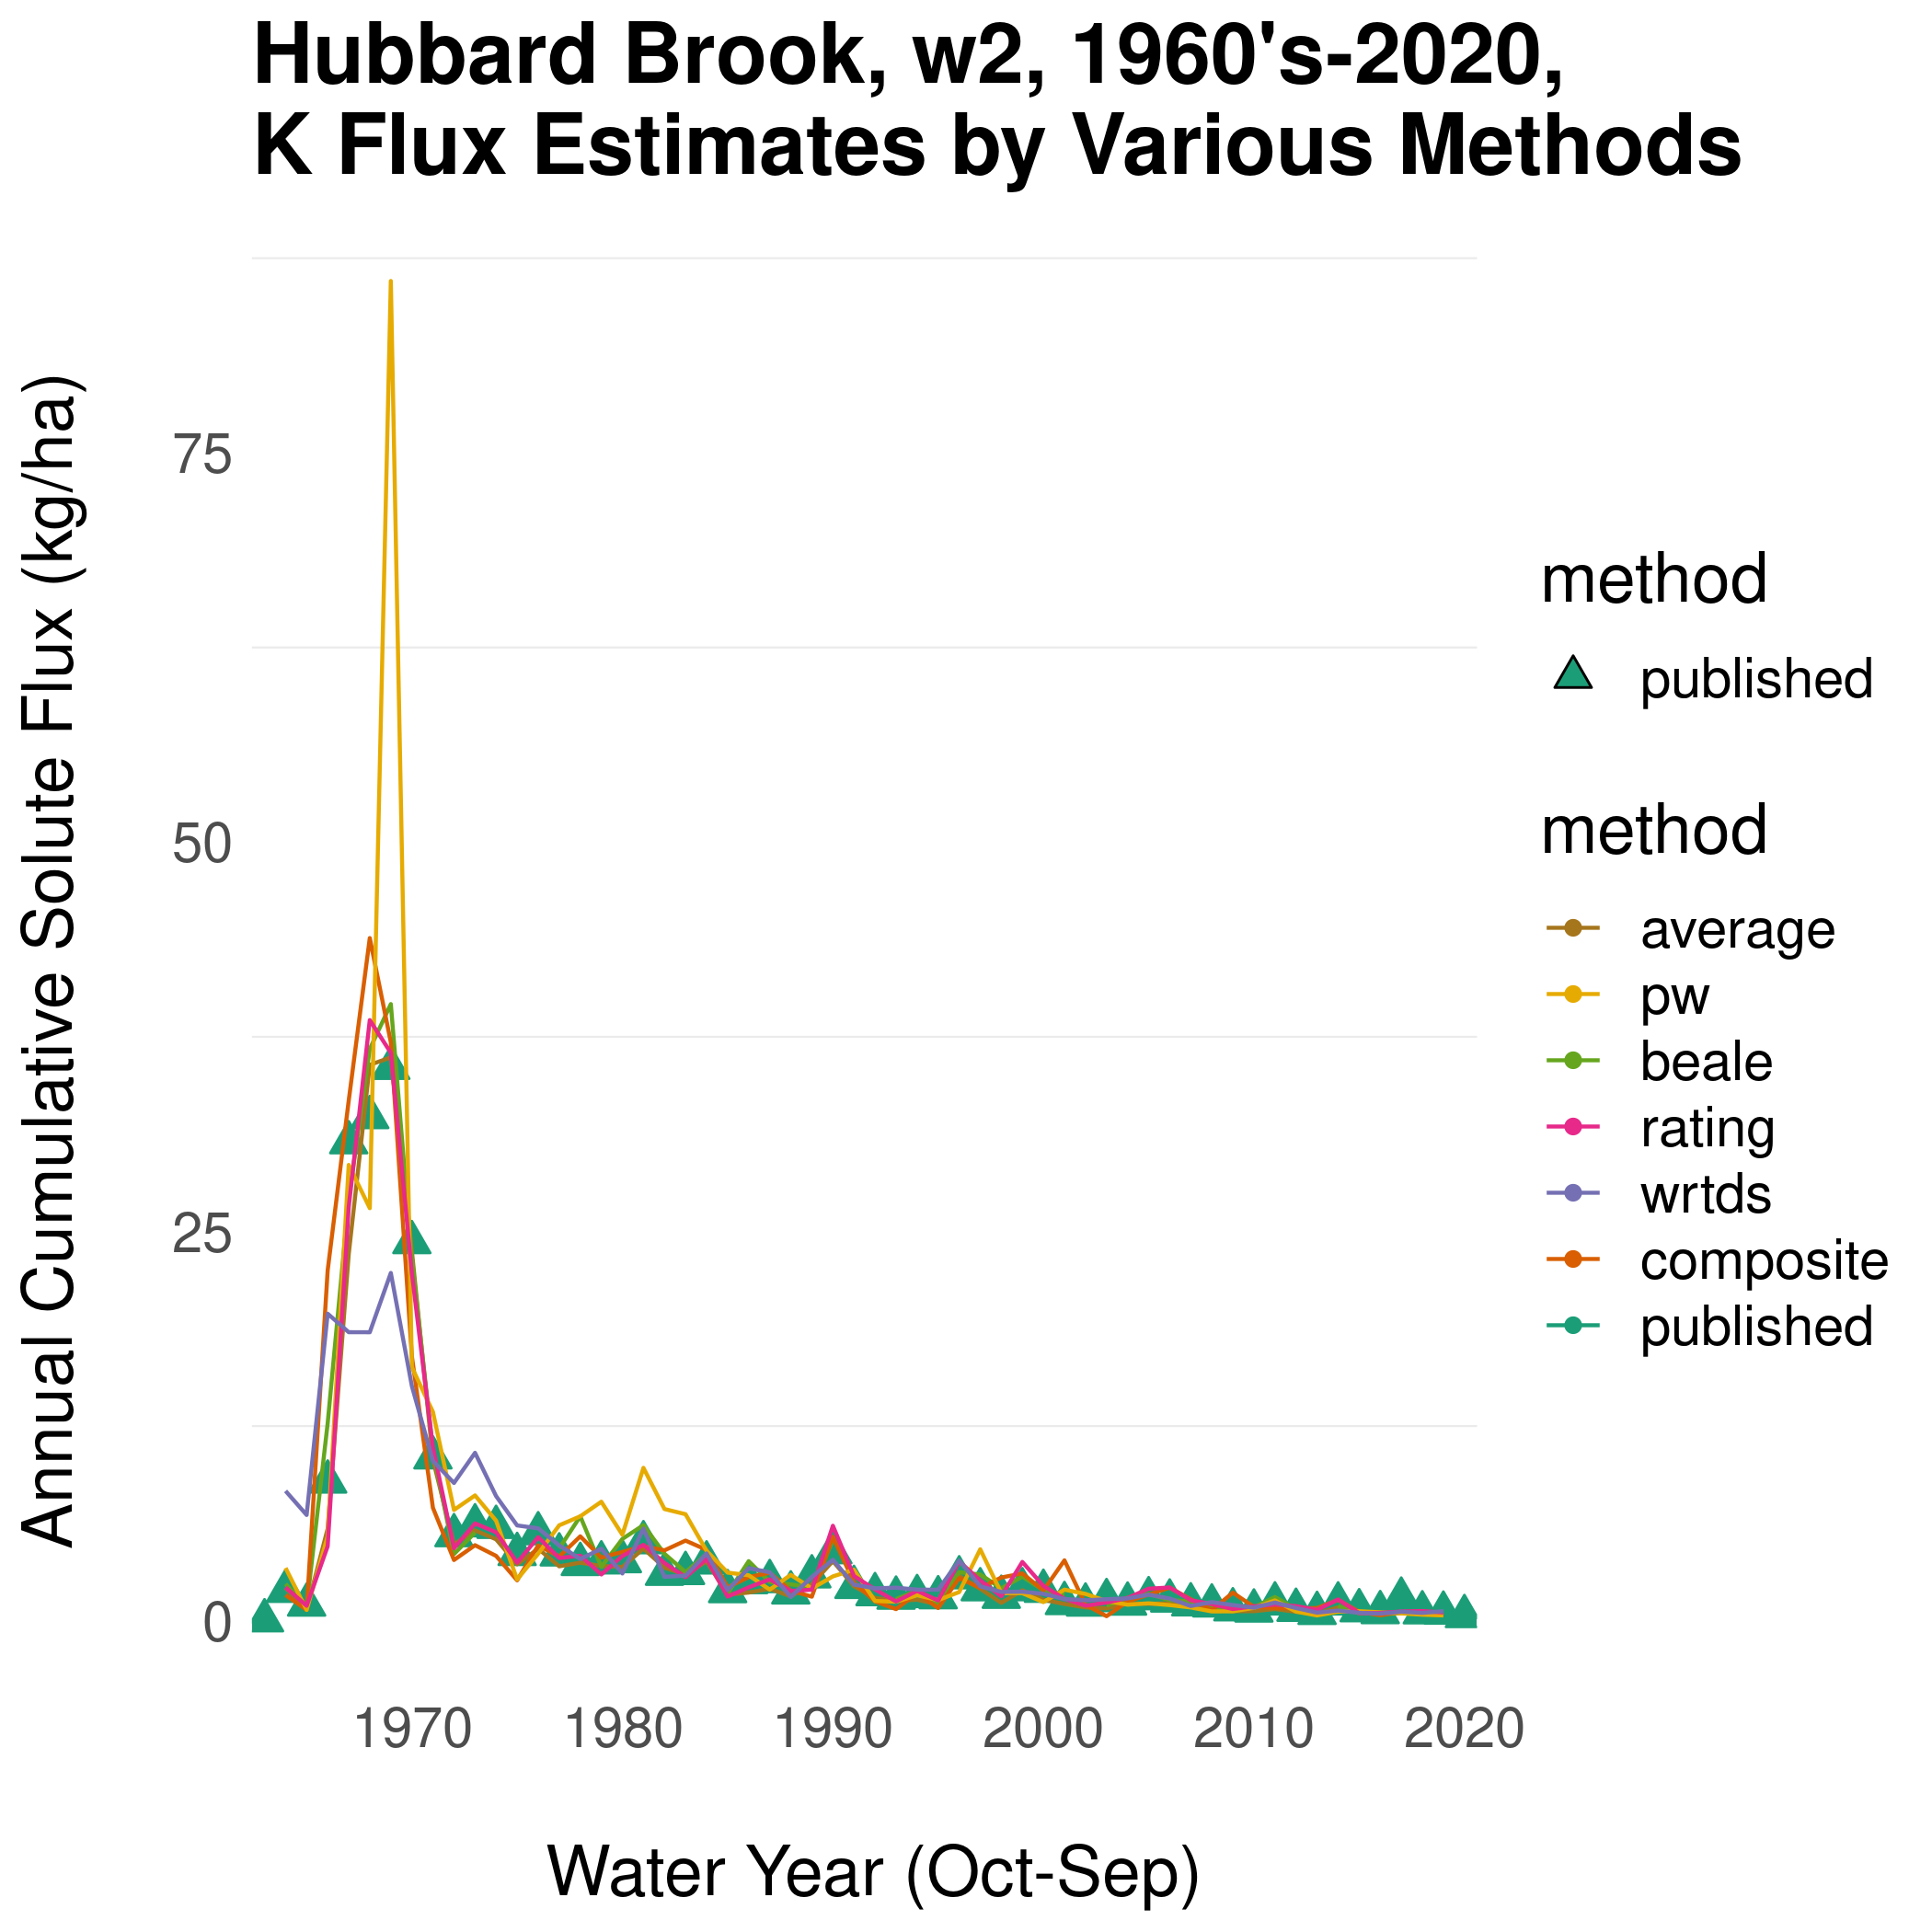 Hubbard Brook, w2, 1960's-2020,
K Flux Estimates by Various Methods
Annual Cumulative Solute Flux (kg/ha)
75
50
25
0
1970 1980 1990 2000 2010 2020
Water Year (Oct-Sep)
method
published
method
average
pw
beale
rating
wrtds
composite
published